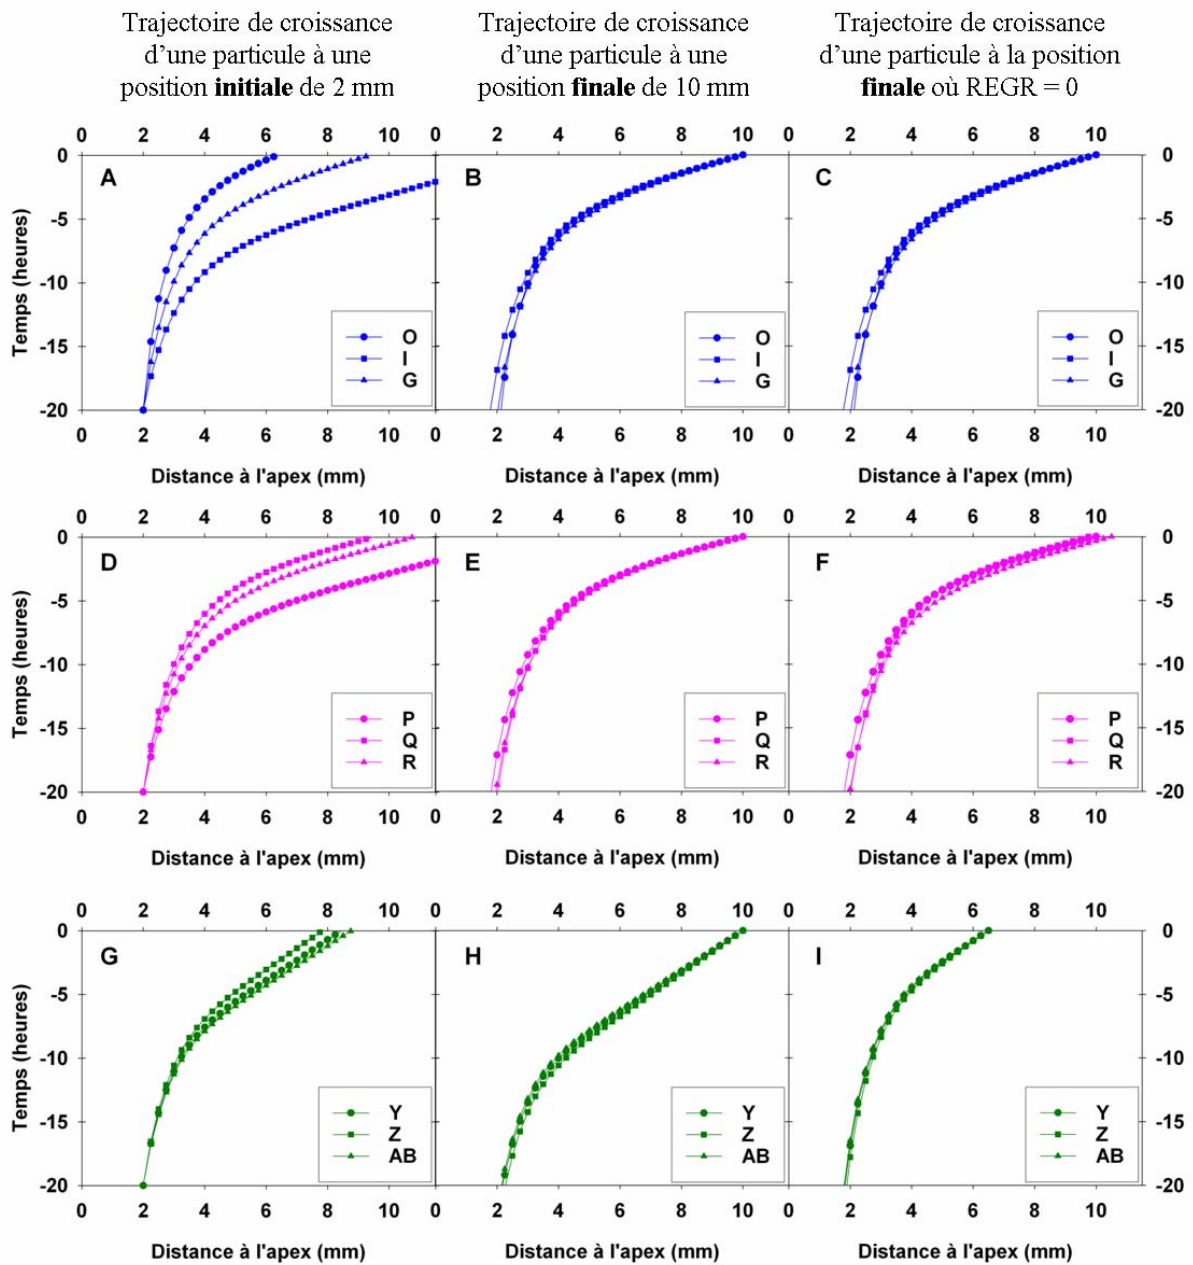 Trajectoire de croissance
d'une particule à une
position initiale de 2 mm
Trajectoire de croissance
d'une particule à une
position finale de 10 mm
Trajectoire de croissance
d'une particule à la position
finale où REGR = 0
0 2 4 6 8 10 0 2 4 6 8 10 0 2 4 6 8 10
Temps (heures)
0
-5
-10
-15
-20
A
O
I
G
B
O
I
G
C
O
I
G
0
-5
-10
-15
-20
0 2 4 6 8 10 0 2 4 6 8 10 0 2 4 6 8 10
Distance à l'apex (mm) Distance à l'apex (mm) Distance à l'apex (mm)
0 2 4 6 8 10 0 2 4 6 8 10 0 2 4 6 8 10
Temps (heures)
0
-5
-10
-15
-20
D
P
Q
R
E
P
Q
R
F
P
Q
R
0
-5
-10
-15
-20
0 2 4 6 8 10 0 2 4 6 8 10 0 2 4 6 8 10
Distance à l'apex (mm) Distance à l'apex (mm) Distance à l'apex (mm)
0 2 4 6 8 10 0 2 4 6 8 10 0 2 4 6 8 10
Temps (heures)
0
-5
-10
-15
-20
G
Y
Z
AB
H
Y
Z
AB
I
Y
Z
AB
0
-5
-10
-15
-20
0 2 4 6 8 10 0 2 4 6 8 10 0 2 4 6 8 10
Distance à l'apex (mm) Distance à l'apex (mm) Distance à l'apex (mm)